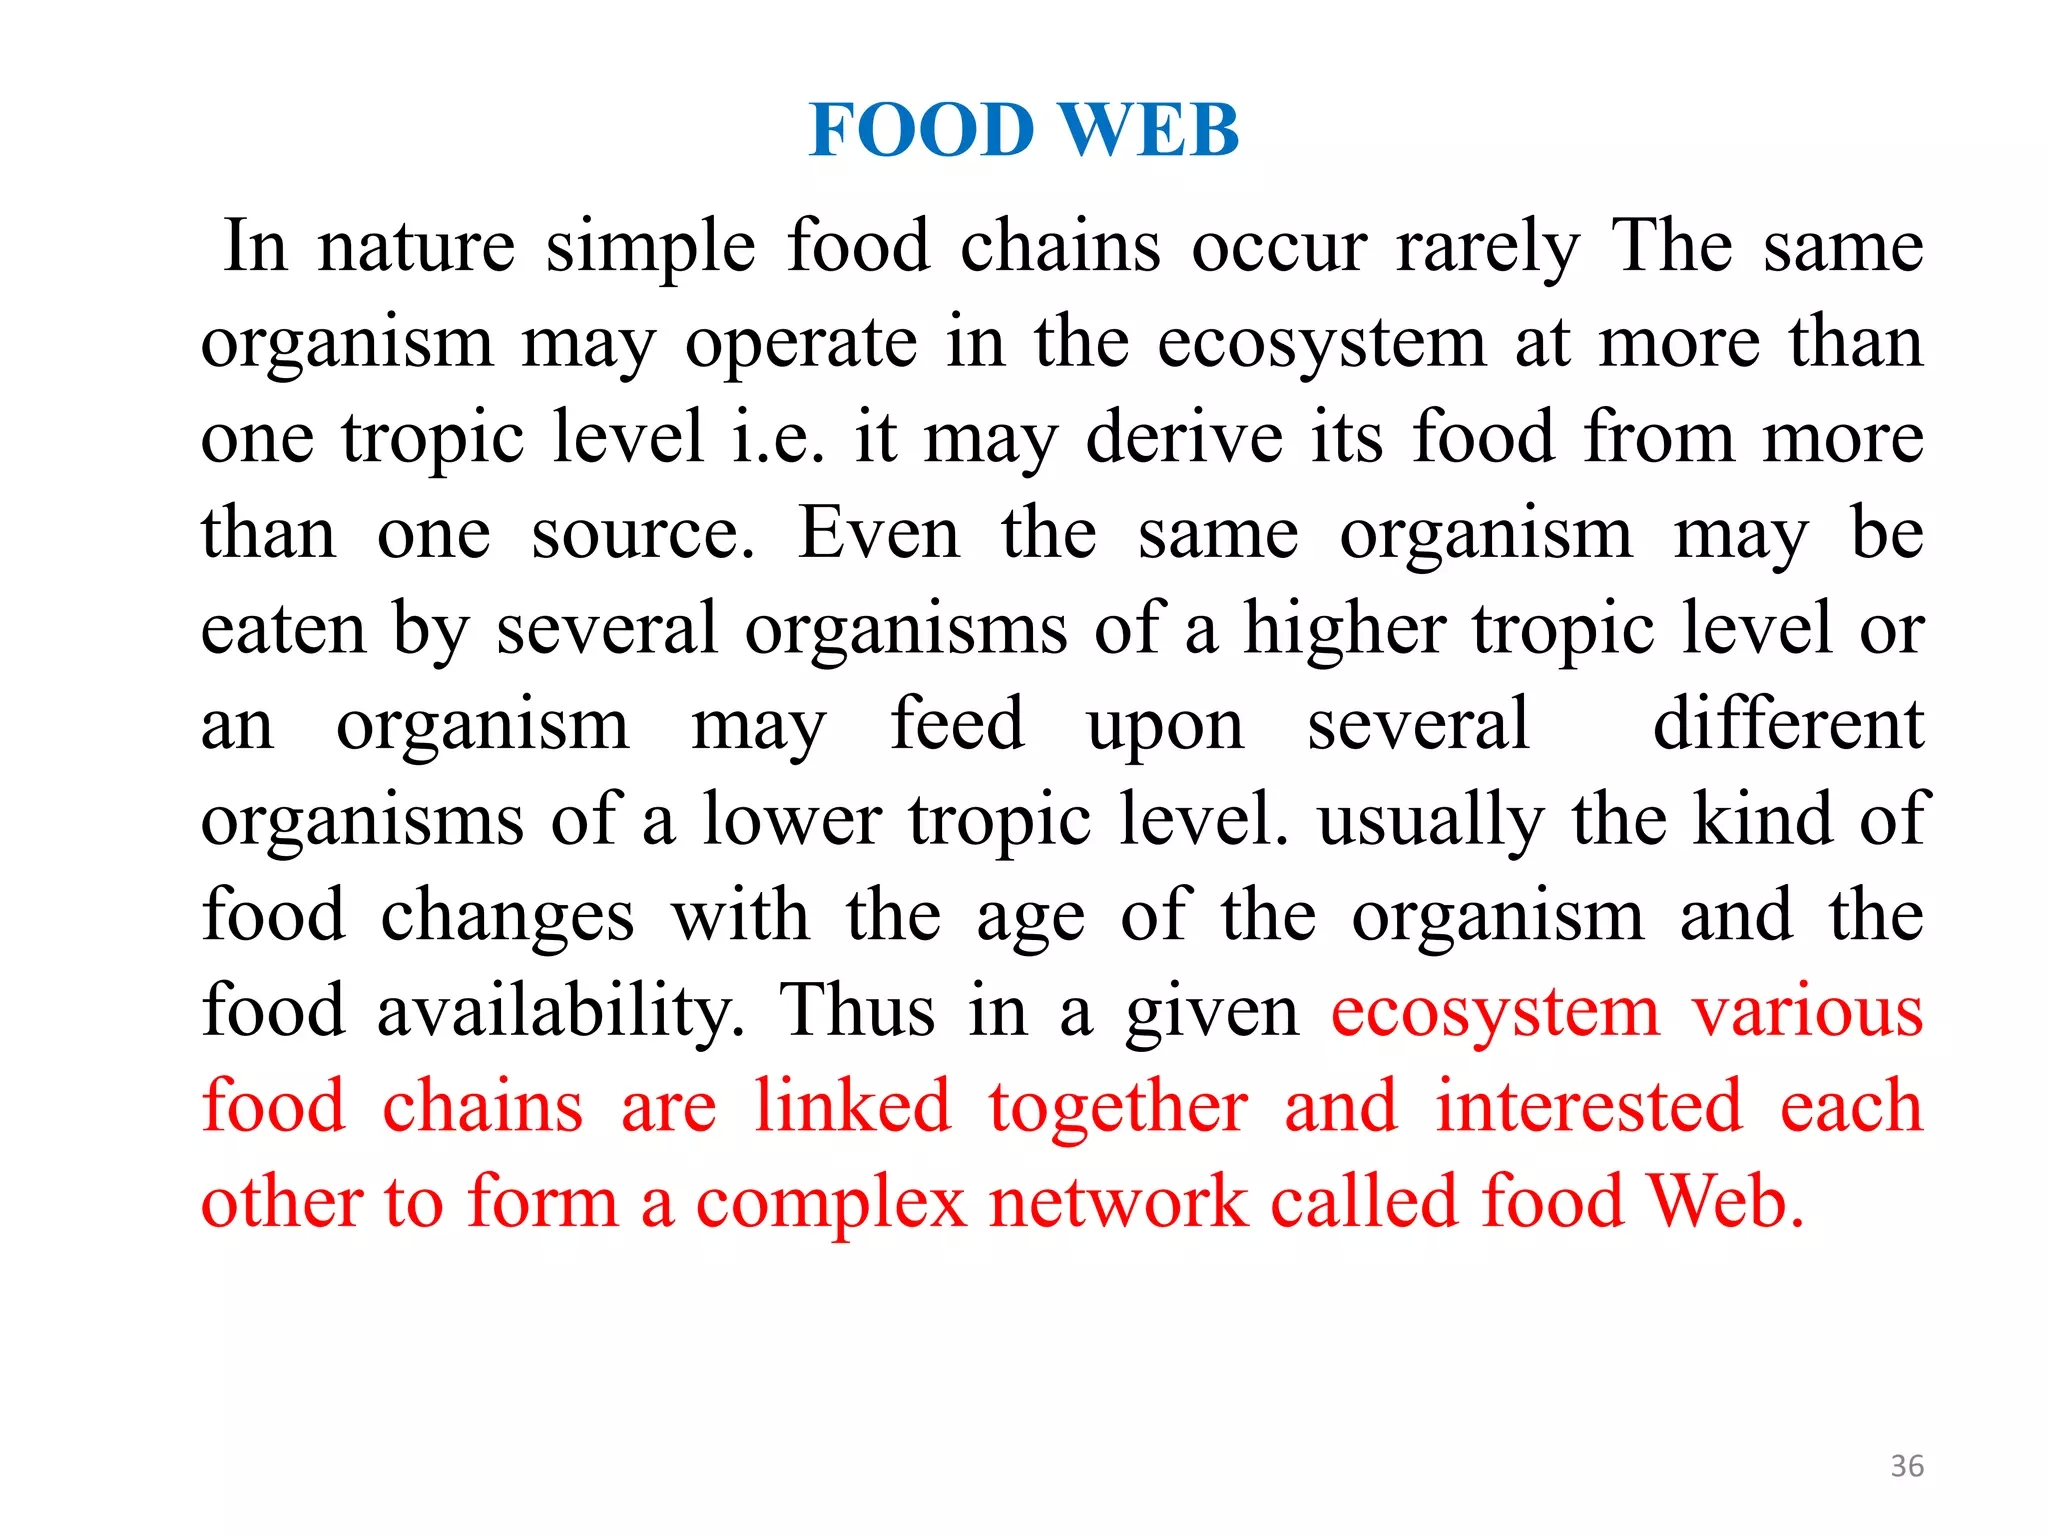 FOOD WEB
In nature simple food chains occur rarely The same
organism may operate in the ecosystem at more than
one tropic level i.e. it may derive its food from more
than one source. Even the same organism may be
eaten by several organisms of a higher tropic level or
an organism may feed upon several different
organisms of a lower tropic level. usually the kind of
food changes with the age of the organism and the
food availability. Thus in a given ecosystem various
food chains are linked together and interested each
other to form a complex network called food Web.
36